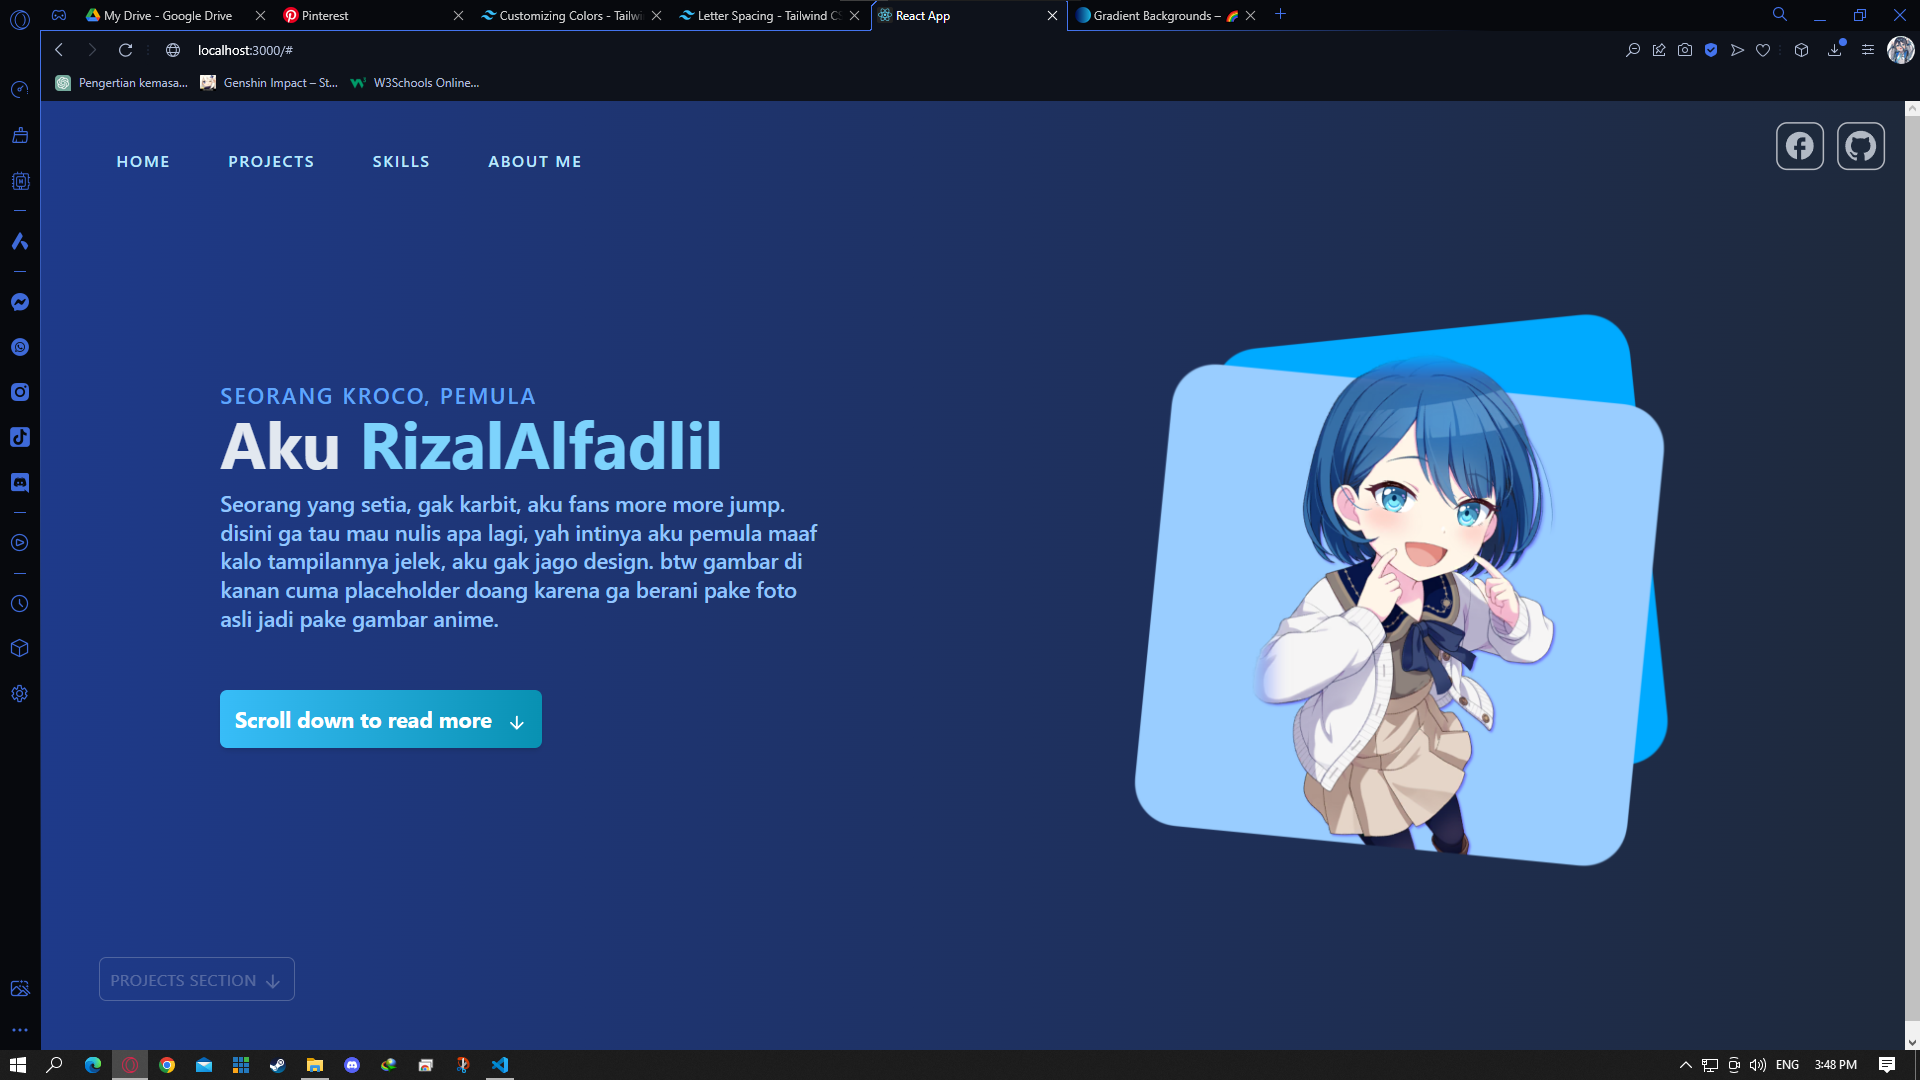 My Drive - Google Drive
Pinterest
Customizing Colors - Tailwi
Letter Spacing - Tailwind CS
React App
Gradient Backgrounds –
localhost:3000/#
Pengertian kemasa...
Genshin Impact – St...
W3Schools Online...
HOME
PROJECTS
SKILLS
ABOUT ME
SEORANG KROCO, PEMULA
Aku RizalAlfadlil
Seorang yang setia, gak karbit, aku fans more more jump.
disini ga tau mau nulis apa lagi, yah intinya aku pemula maaf
kalo tampilannya jelek, aku gak jago design. btw gambar di
kanan cuma placeholder doang karena ga berani pake foto
asli jadi pake gambar anime.
Scroll down to read more ↓
PROJECTS SECTION ↓
ENG
3:48 PM